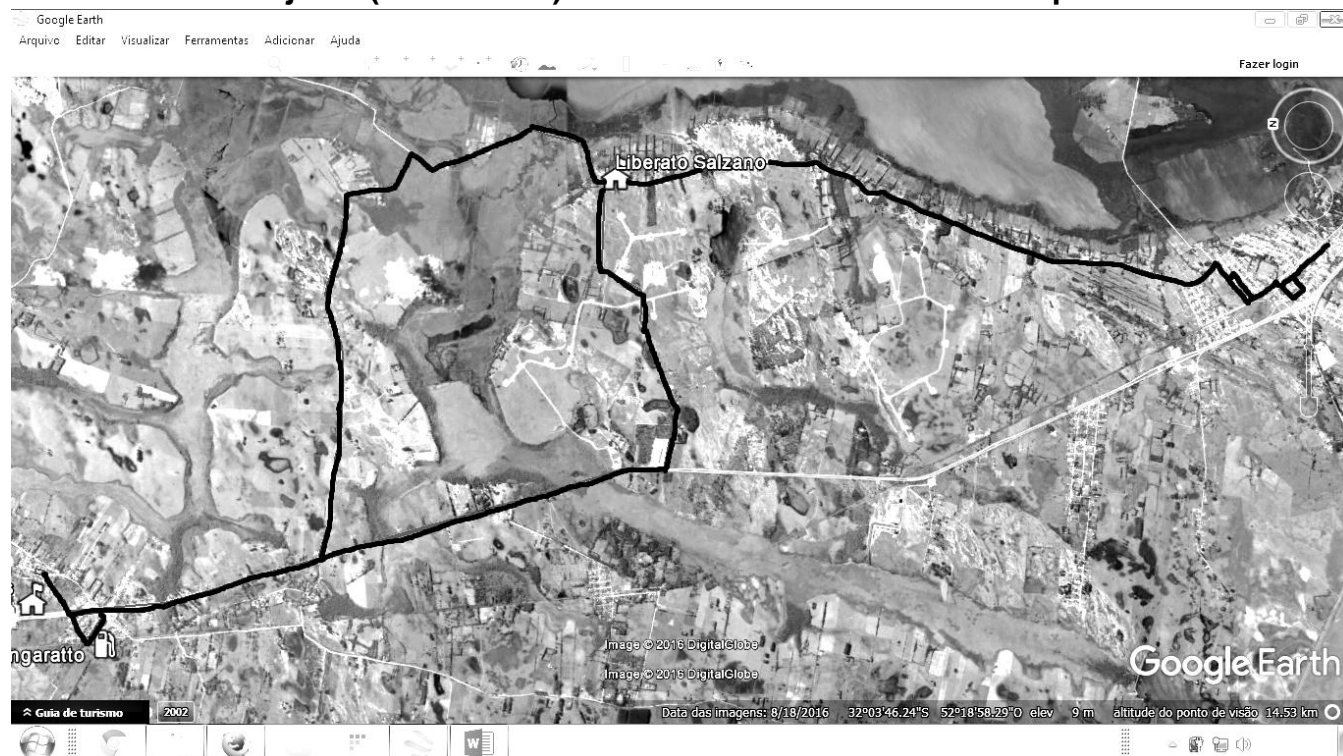 Google Earth
Arquivo Editar Visualizar Ferramentas Adicionar Ajuda
Fazer login
N
Liberato Salzano
ngaratto
Image © 2016 DigitalGlobe
Image © 2016 DigitalGlobe
Google Earth
Guia de turismo 2002 Data das imagens: 8/18/2016 32°03'46.24"S 52°18'58.29"O elev 9 m altitude do ponto de visão 14.53 km
W